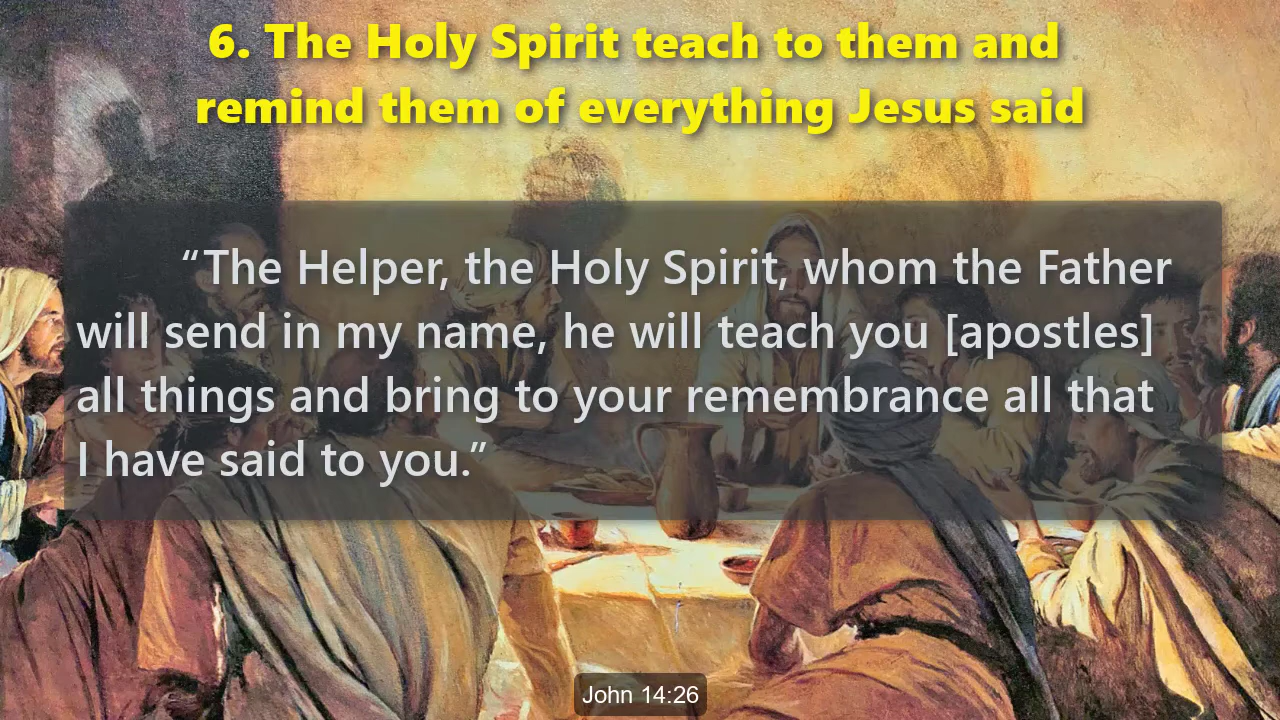 6. The Holy Spirit teach to them and
remind them of everything Jesus said
“The Helper, the Holy Spirit, whom the Father
will send in my name, he will teach you [apostles]
all things and bring to your remembrance all that
I have said to you.”
John 14:26